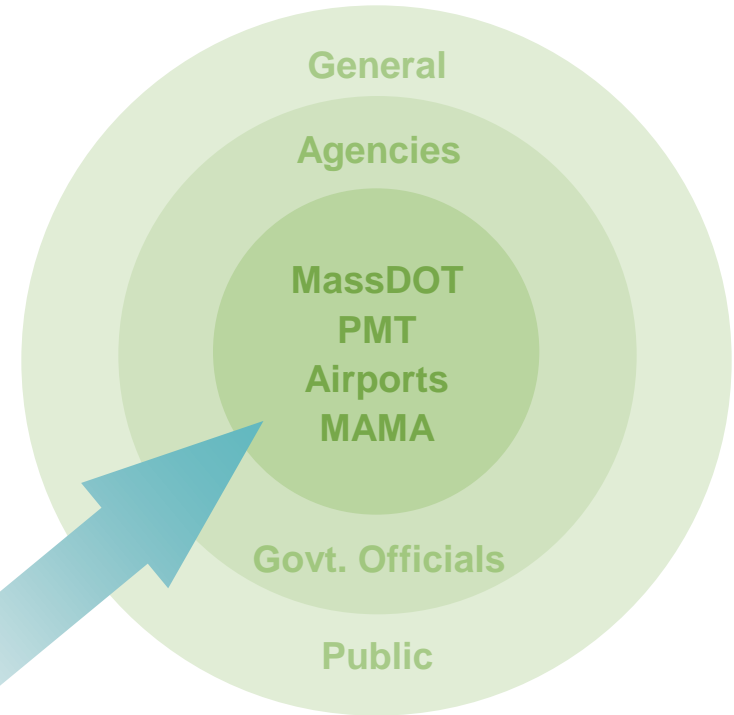 General
Agencies
MassDOT
PMT
Airports
MAMA
Govt. Officials
Public